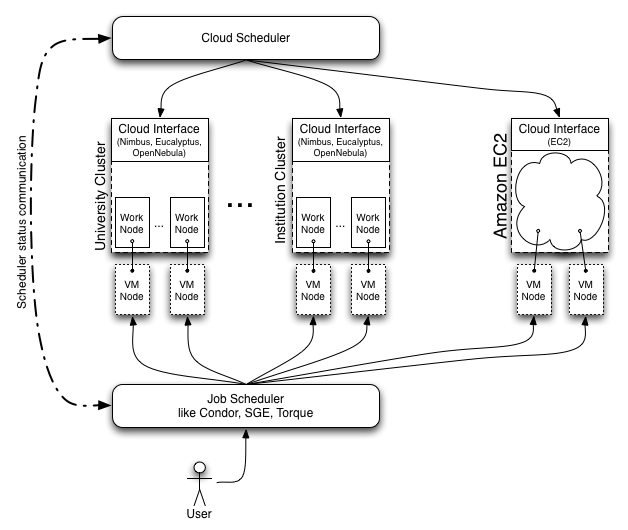 Cloud Scheduler
Scheduler status communication
University Cluster
Cloud Interface
(Nimbus, Eucalyptus,
OpenNebula)
Work
Node
...
Work
Node
VM
Node
VM
Node
...
Institution Cluster
Cloud Interface
(Nimbus, Eucalyptus,
OpenNebula)
Work
Node
...
Work
Node
VM
Node
VM
Node
Amazon EC2
Cloud Interface
(EC2)
VM
Node
VM
Node
Job Scheduler
like Condor, SGE, Torque
User